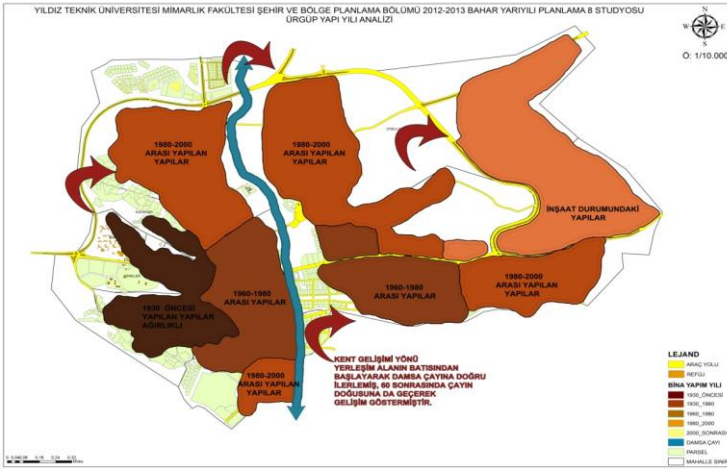 YILDIZ TEKNİK ÜNİVERSİTESİ MİMARLIK FAKÜLTESİ ŞEHİR VE BÖLGE PLANLAMA BÖLÜMÜ 2012-2013 BAHAR YARIYILI PLANLAMA 8 STUDYOSU
ÜRGÜP YAPI YILI ANALİZİ
N
W
E
S
Ö: 1/10.000
1980-2000
ARASI YAPILAN
YAPILAR
1980-2000
ARASI YAPILAN
YAPILAR
İNŞAAT DURUMUNDAKİ
YAPILAR
1960-1980
ARASI YAPILAR
1960-1980
ARASI YAPILAR
1980-2000
ARASI YAPILAN
YAPILAR
1930 ÖNCESİ
YAPILAN YAPILAR
AĞIRLIKLI
1980-2000
ARASI YAPILAN
YAPILAR
KENT GELİŞİMİ YÖNÜ
YERLEŞİM ALANIN BATISINDAN
BAŞLAYARAK DAMSA ÇAYINA DOĞRU
İLERLEMİŞ, 60 SONRASINDA ÇAYIN
DOĞUSUNA DA GEÇEREK
GELİŞİM GÖSTERMİŞTİR.
LEJAND
ARAÇ YOLU
REFÜJ
BİNA YAPIM YILI
1930_ÖNCESİ
1930_1960
1960_1980
1980_2000
2000_SONRASI
DAMSA ÇAYI
PARSEL
MAHALLE SINIRI